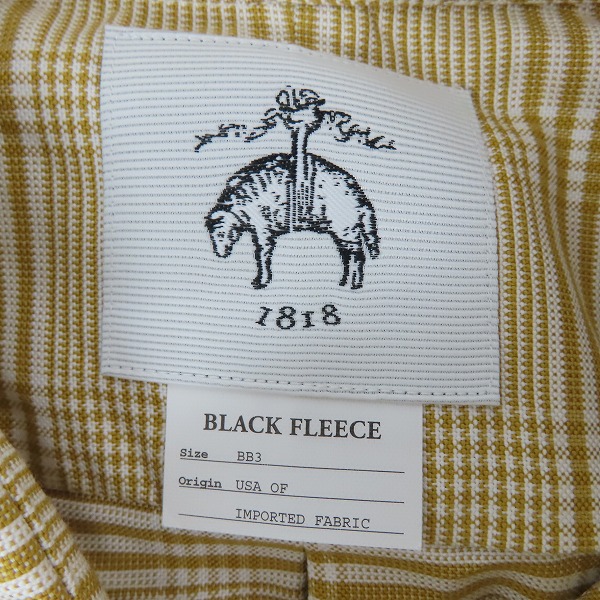 1818
BLACK FLEECE
Size BB3
Origin USA OF
IMPORTED FABRIC